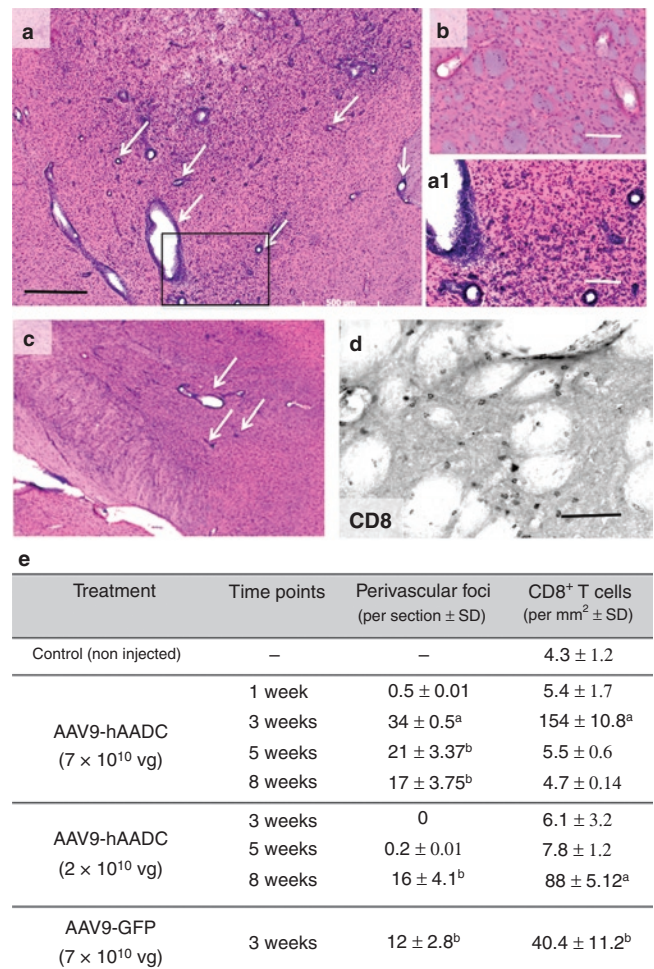 a
b
a1
500 µm
c
d
CD8
e
Treatment Time points Perivascular foci CD8⁺ T cells
(per section ± SD) (per mm² ± SD)
Control (non injected) – – 4.3 ± 1.2
1 week 0.5 ± 0.01 5.4 ± 1.7
AAV9-hAADC 3 weeks 34 ± 0.5ᵃ 154 ± 10.8ᵃ
(7 × 10¹⁰ vg) 5 weeks 21 ± 3.37ᵇ 5.5 ± 0.6
8 weeks 17 ± 3.75ᵇ 4.7 ± 0.14
3 weeks 0 6.1 ± 3.2
AAV9-hAADC 5 weeks 0.2 ± 0.01 7.8 ± 1.2
(2 × 10¹⁰ vg) 8 weeks 16 ± 4.1ᵇ 88 ± 5.12ᵃ
AAV9-GFP 3 weeks 12 ± 2.8ᵇ 40.4 ± 11.2ᵇ
(7 × 10¹⁰ vg)